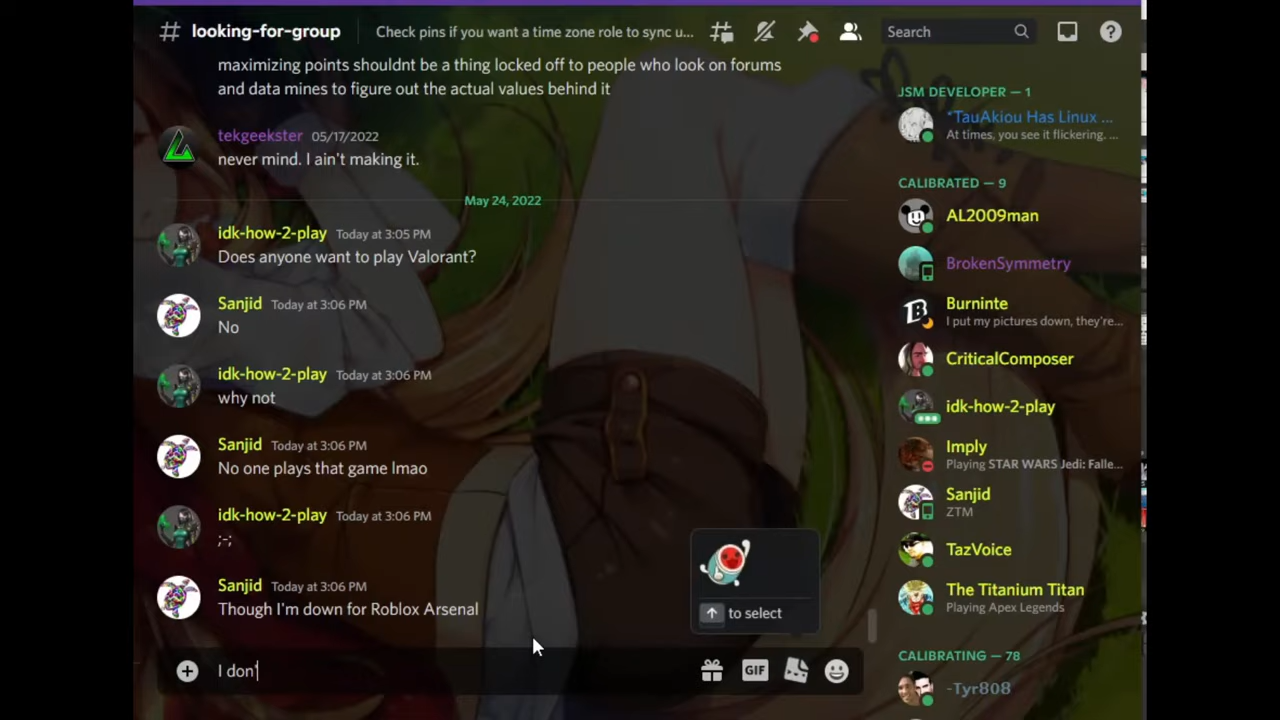 # looking-for-group
Check pins if you want a time zone role to sync u...
Search
maximizing points shouldnt be a thing locked off to people who look on forums
and data mines to figure out the actual values behind it
tekgeekster 05/17/2022
never mind. I ain't making it.
May 24, 2022
idk-how-2-play Today at 3:05 PM
Does anyone want to play Valorant?
Sanjid Today at 3:06 PM
No
idk-how-2-play Today at 3:06 PM
why not
Sanjid Today at 3:06 PM
No one plays that game lmao
idk-how-2-play Today at 3:06 PM
;-;
Sanjid Today at 3:06 PM
Though I'm down for Roblox Arsenal
to select
I don'
GIF
JSM DEVELOPER — 1
*TauAkiou Has Linux ...
At times, you see it flickering. ...
CALIBRATED — 9
AL2009man
BrokenSymmetry
Burninte
I put my pictures down, they're...
CriticalComposer
idk-how-2-play
Imply
Playing STAR WARS Jedi: Falle...
Sanjid
ZTM
TazVoice
The Titanium Titan
Playing Apex Legends
CALIBRATING — 78
-Tyr808